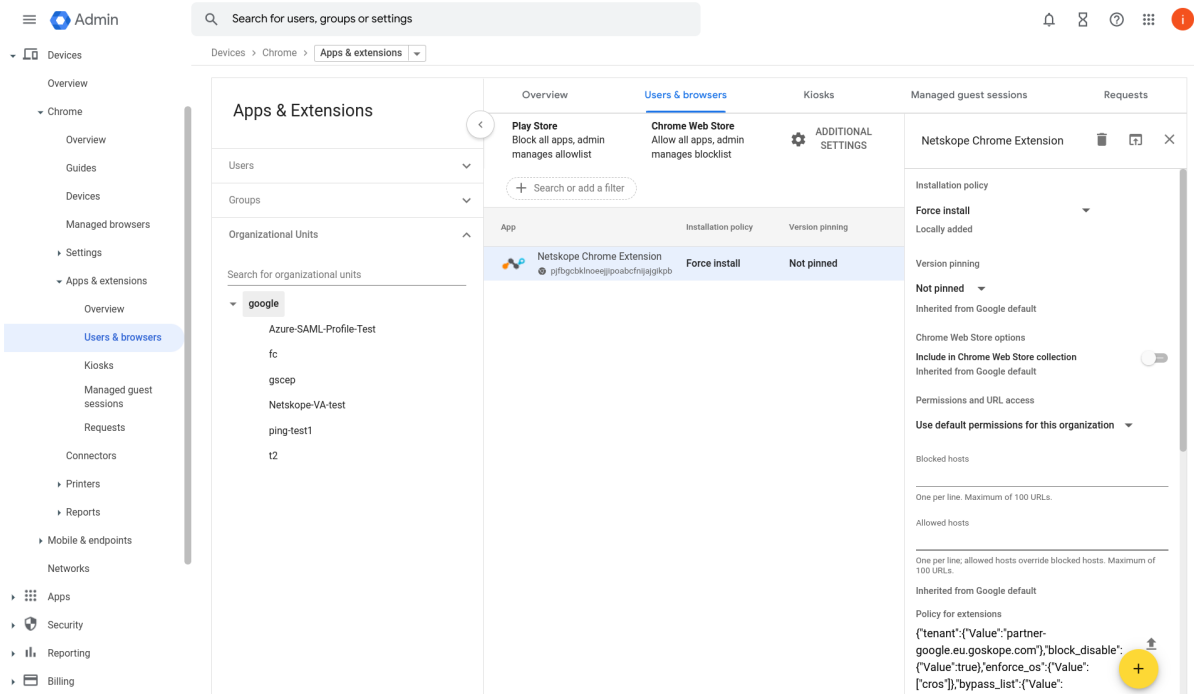 Admin
Search for users, groups or settings
i
Devices
Overview
Chrome
Overview
Guides
Devices
Managed browsers
Settings
Apps & extensions
Overview
Users & browsers
Kiosks
Managed guest
sessions
Requests
Connectors
Printers
Reports
Mobile & endpoints
Networks
Apps
Security
Reporting
Billing
Devices > Chrome > Apps & extensions
Apps & Extensions
Users
Groups
Organizational Units
Search for organizational units
google
Azure-SAML-Profile-Test
fc
gscep
Netskope-VA-test
ping-test1
t2
Overview
Users & browsers
Kiosks
Managed guest sessions
Requests
Play Store
Block all apps, admin
manages allowlist
Chrome Web Store
Allow all apps, admin
manages blocklist
ADDITIONAL
SETTINGS
+ Search or add a filter
App
Installation policy
Version pinning
Netskope Chrome Extension
pjfbgcbklnoeejjipoabcfnijajgikpb
Force install
Not pinned
Netskope Chrome Extension
Installation policy
Force install
Locally added
Version pinning
Not pinned
Inherited from Google default
Chrome Web Store options
Include in Chrome Web Store collection
Inherited from Google default
Permissions and URL access
Use default permissions for this organization
Blocked hosts
One per line. Maximum of 100 URLs.
Allowed hosts
One per line; allowed hosts override blocked hosts. Maximum of
100 URLs.
Inherited from Google default
Policy for extensions
{"tenant":{"Value":"partner-
google.eu.goskope.com"},"block_disable":
{"Value":true},"enforce_os":{"Value":
["cros"]},"bypass_list":{"Value":